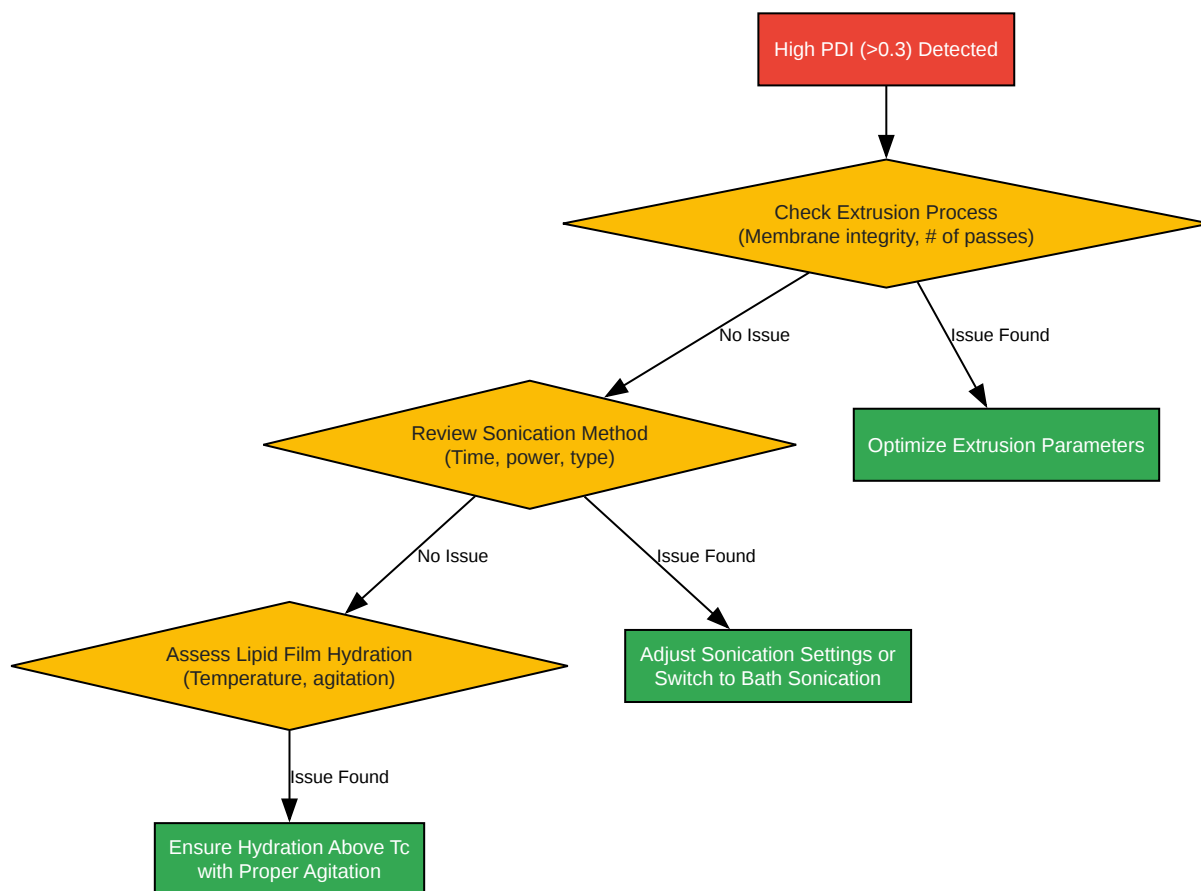 High PDI (>0.3) Detected
Check Extrusion Process
(Membrane integrity, # of passes)
No Issue
Issue Found
Review Sonication Method
(Time, power, type)
Optimize Extrusion Parameters
No Issue
Issue Found
Assess Lipid Film Hydration
(Temperature, agitation)
Adjust Sonication Settings or
Switch to Bath Sonication
Issue Found
Ensure Hydration Above Tc
with Proper Agitation